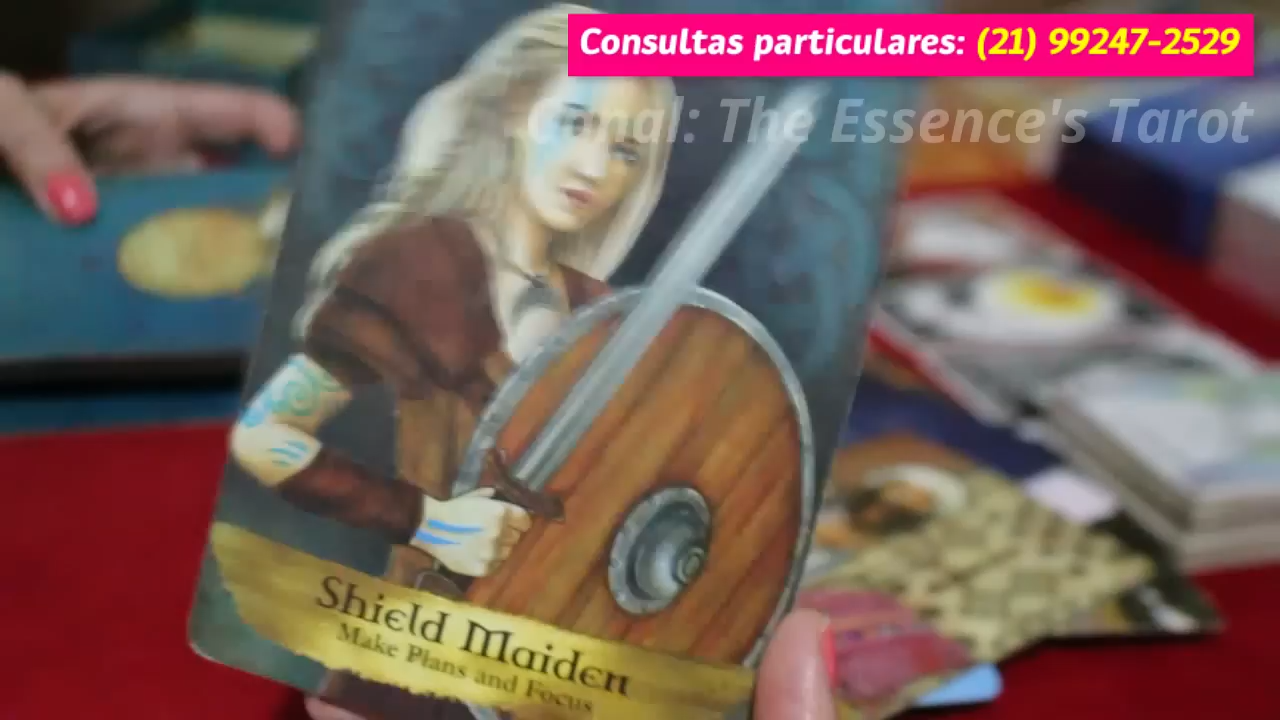 Consultas particulares: (21) 99247-2529
Canal: The Essence's Tarot
Shield Maiden
Make Plans and Focus